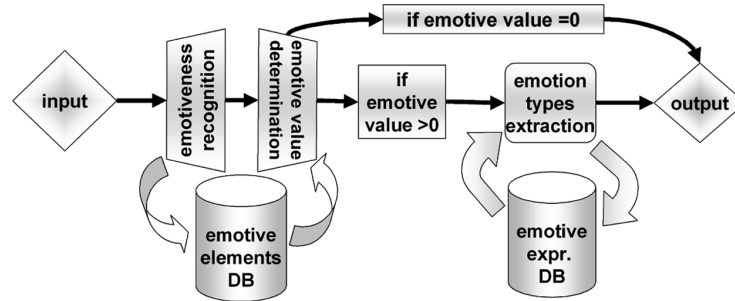 input
emotiveness
recognition
emotive value
determination
if emotive value =0
if
emotive
value >0
emotion
types
extraction
output
emotive
elements
DB
emotive
expr.
DB